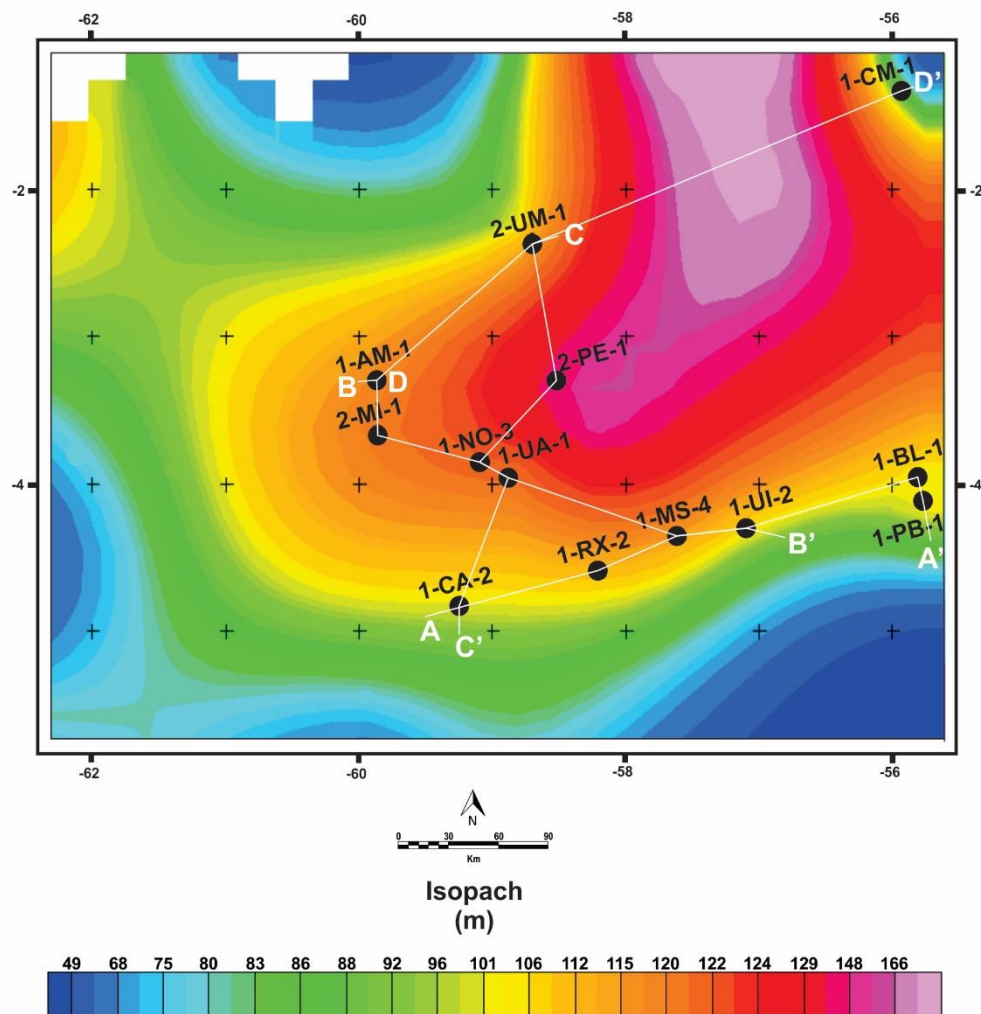 -62 -60 -58 -56
1-CM-1
D’
-2 -2
2-UM-1
C
1-AM-1
2-PE-1
B D
2-MI-1
1-NO-3
1-UA-1
1-BL-1
-4 -4
1-MS-4
1-UI-2
1-PB-1
B’
1-RX-2
A’
1-CA-2
A
C’
-62 -60 -58 -56
N
0 30 60 90
Km
Isopach
(m)
49 68 75 80 83 86 88 92 96 101 106 112 115 120 122 124 129 148 166